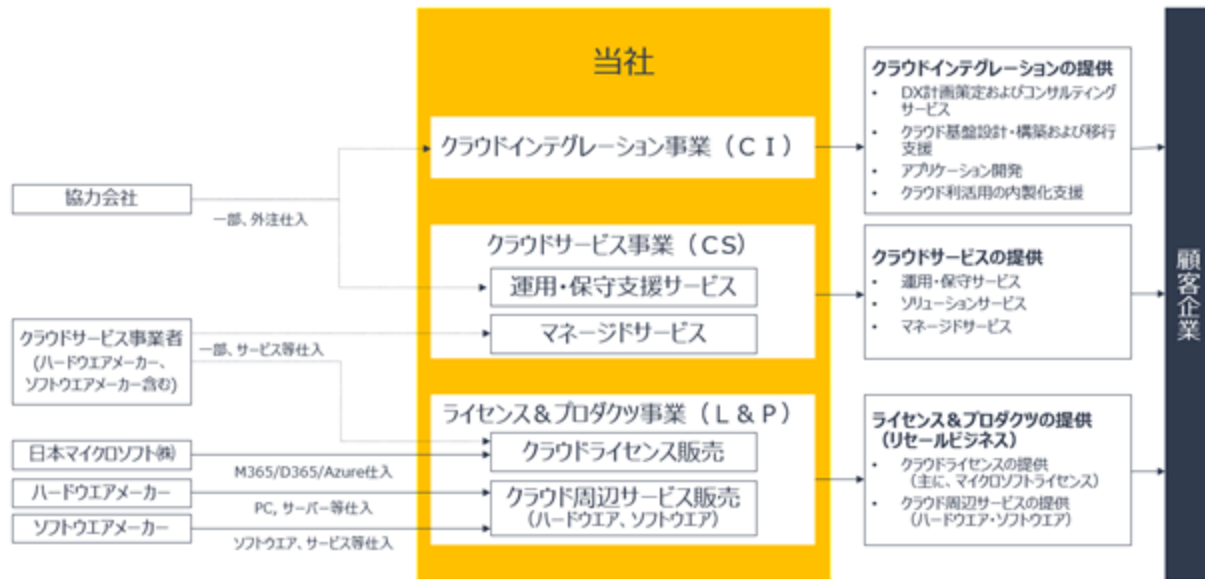 当社
クラウドインテグレーション事業（ＣＩ）
クラウドサービス事業（CS）
運用・保守支援サービス
マネージドサービス
ライセンス＆プロダクツ事業（Ｌ＆Ｐ）
クラウドライセンス販売
クラウド周辺サービス販売
（ハードウエア、ソフトウエア）
協力会社
一部、外注仕入
クラウドサービス事業者
(ハードウエアメーカー、
ソフトウエアメーカー含む)
一部、サービス等仕入
日本マイクロソフト㈱
M365/D365/Azure仕入
ハードウエアメーカー
PC, サーバー等仕入
ソフトウエアメーカー
ソフトウエア、サービス等仕入
クラウドインテグレーションの提供
• DX計画策定およびコンサルティング
サービス
• クラウド基盤設計・構築および移行
支援
• アプリケーション開発
• クラウド利活用の内製化支援
クラウドサービスの提供
• 運用・保守サービス
• ソリューションサービス
• マネージドサービス
ライセンス＆プロダクツの提供
（リセールビジネス）
• クラウドライセンスの提供
（主に、マイクロソフトライセンス）
• クラウド周辺サービスの提供
（ハードウエア・ソフトウエア）
顧客企業